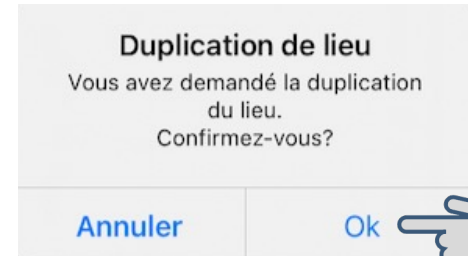 Duplication de lieu
Vous avez demandé la duplication
du lieu.
Confirmez-vous?
Annuler
Ok